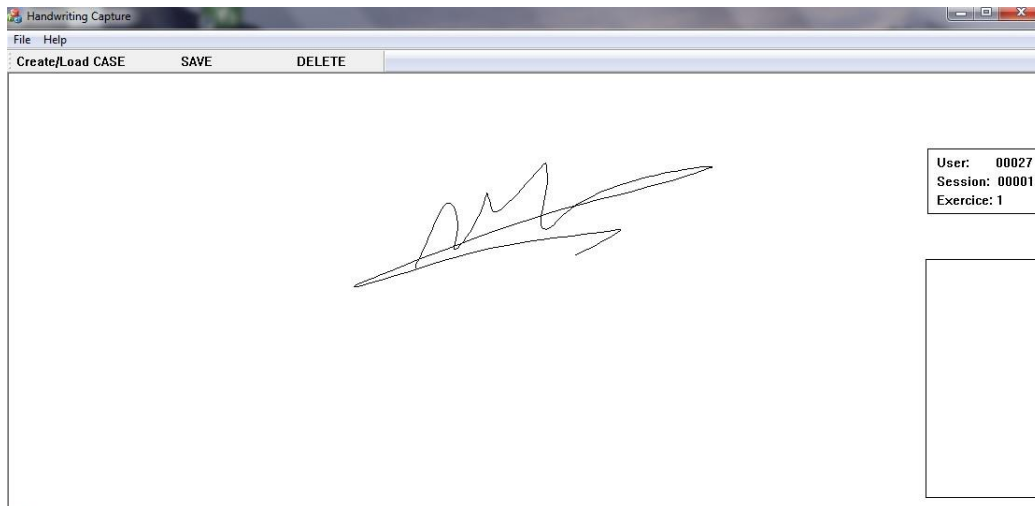 Handwriting Capture
File Help
Create/Load CASE SAVE DELETE
User: 00027
Session: 00001
Exercice: 1